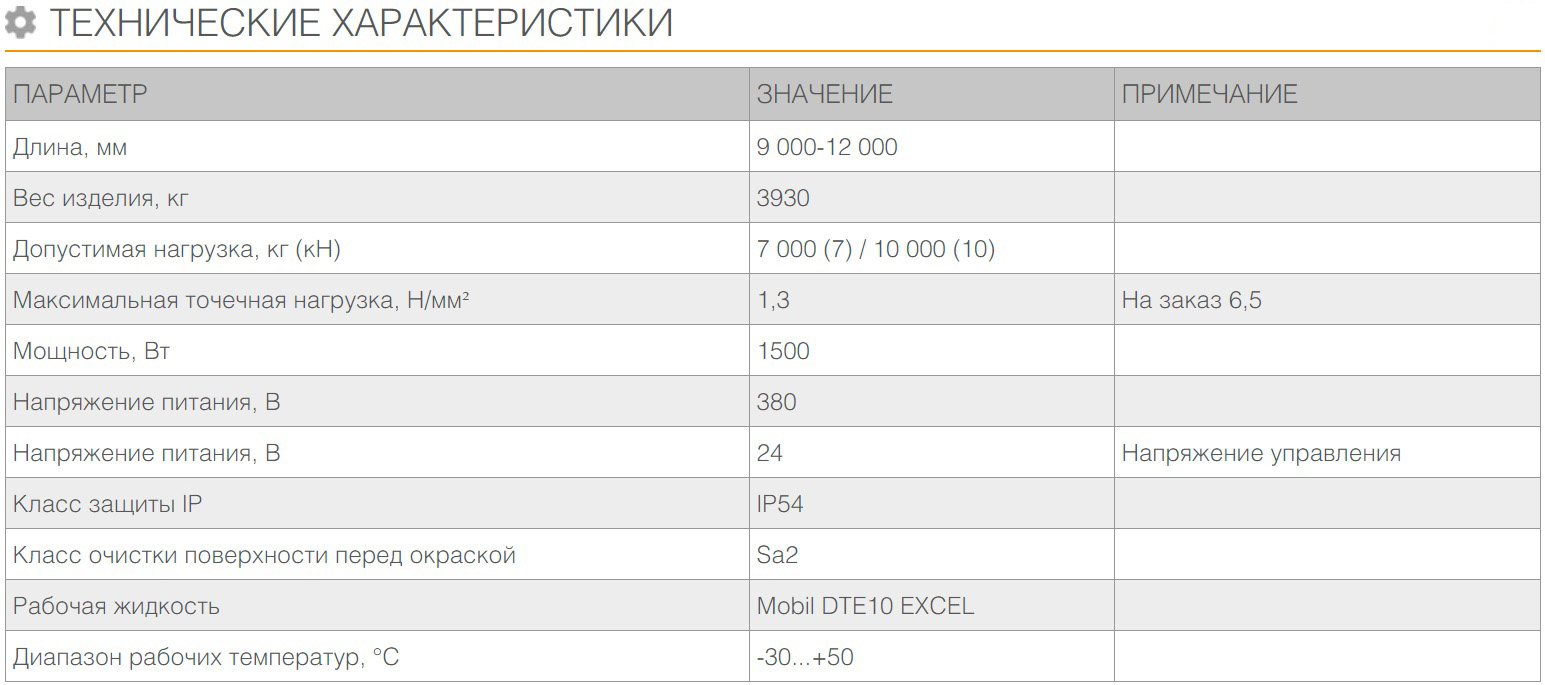 ТЕХНИЧЕСКИЕ ХАРАКТЕРИСТИКИ
ПАРАМЕТР ЗНАЧЕНИЕ ПРИМЕЧАНИЕ
Длина, мм 9 000-12 000
Вес изделия, кг 3930
Допустимая нагрузка, кг (кН) 7 000 (7) / 10 000 (10)
Максимальная точечная нагрузка, Н/мм² 1,3 На заказ 6,5
Мощность, Вт 1500
Напряжение питания, В 380
Напряжение питания, В 24 Напряжение управления
Класс защиты IP IP54
Класс очистки поверхности перед окраской Sa2
Рабочая жидкость Mobil DTE10 EXCEL
Диапазон рабочих температур, °C -30...+50